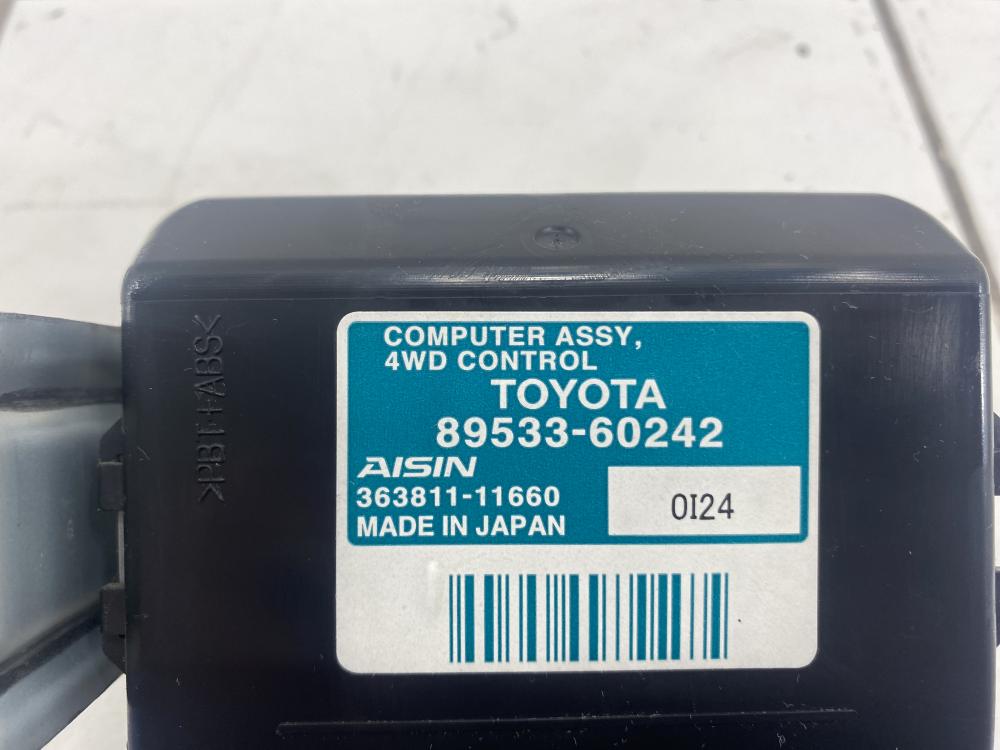 COMPUTER ASSY,
4WD CONTROL
TOYOTA
89533-60242
AISIN
363811-11660
MADE IN JAPAN
0I24
>PBT+ABS<